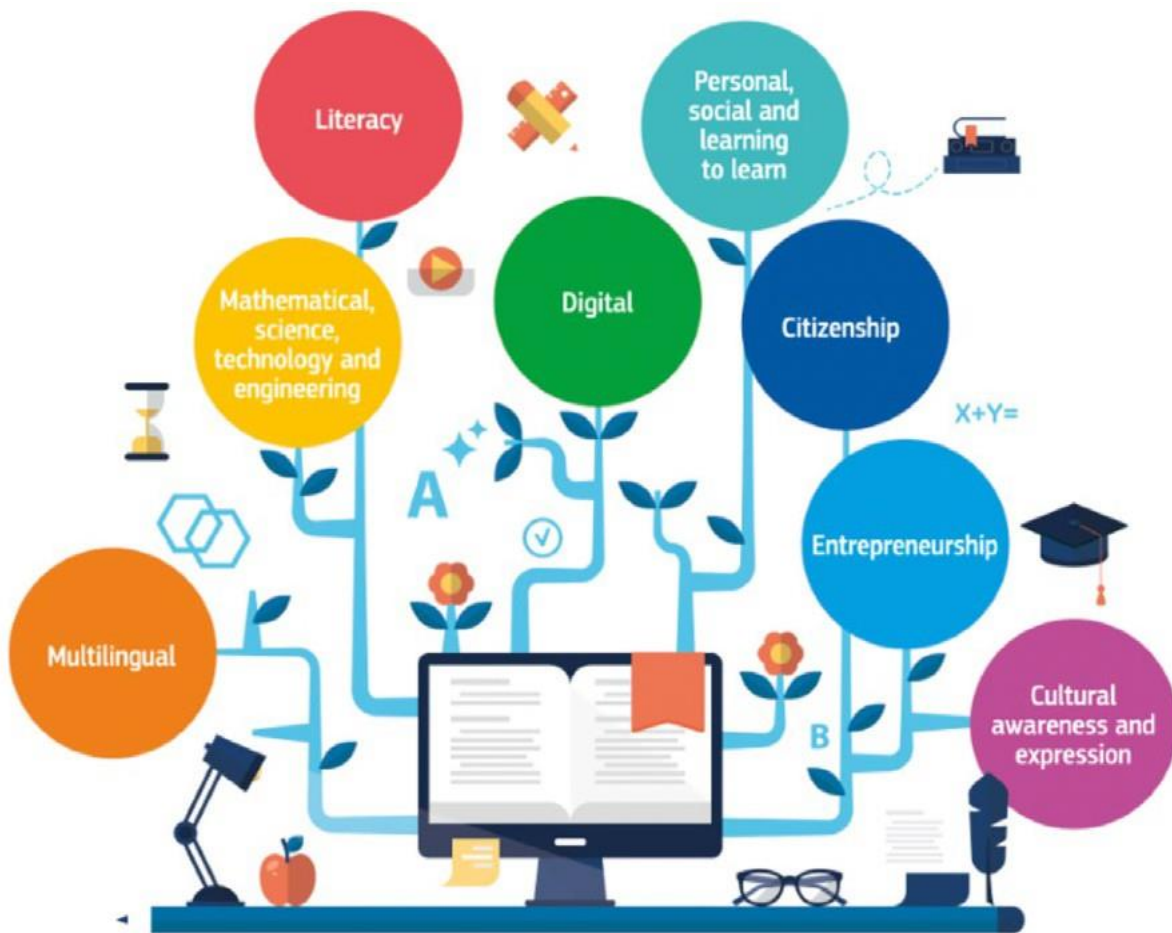 Literacy
Personal,
social and
learning
to learn
Mathematical,
science,
technology and
engineering
Digital
Citizenship
X+Y=
A
Entrepreneurship
Multilingual
B
Cultural
awareness and
expression